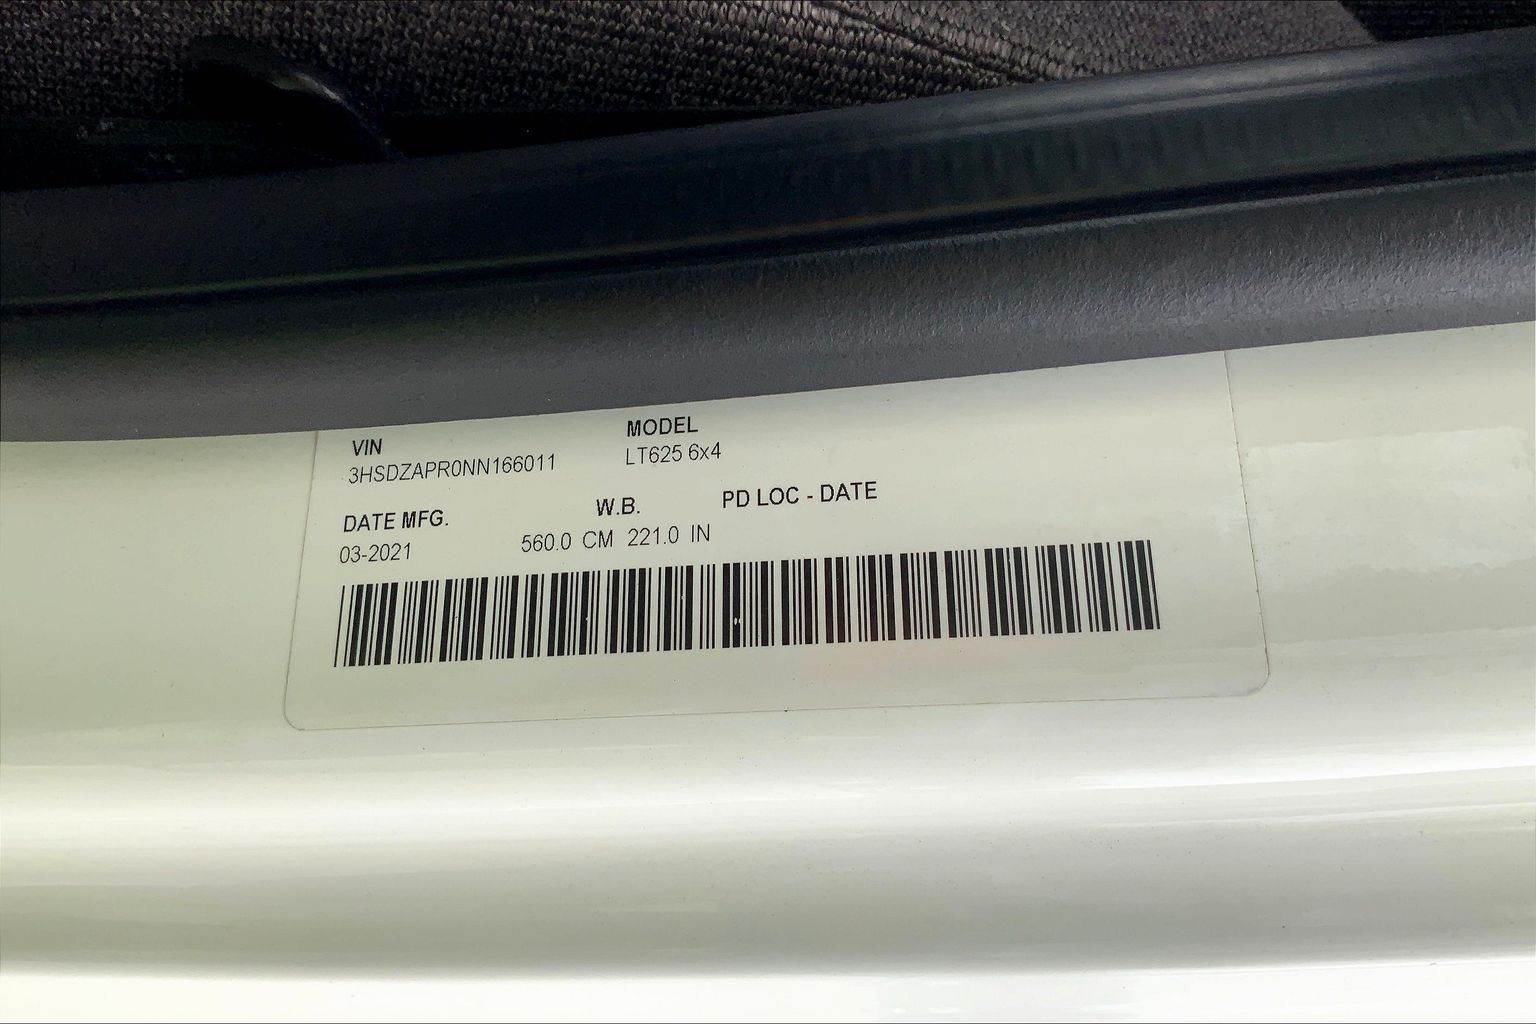 VIN MODEL
3HSDZAPR0NN166011 LT625 6x4
DATE MFG. W.B. PD LOC - DATE
03-2021 560.0 CM 221.0 IN